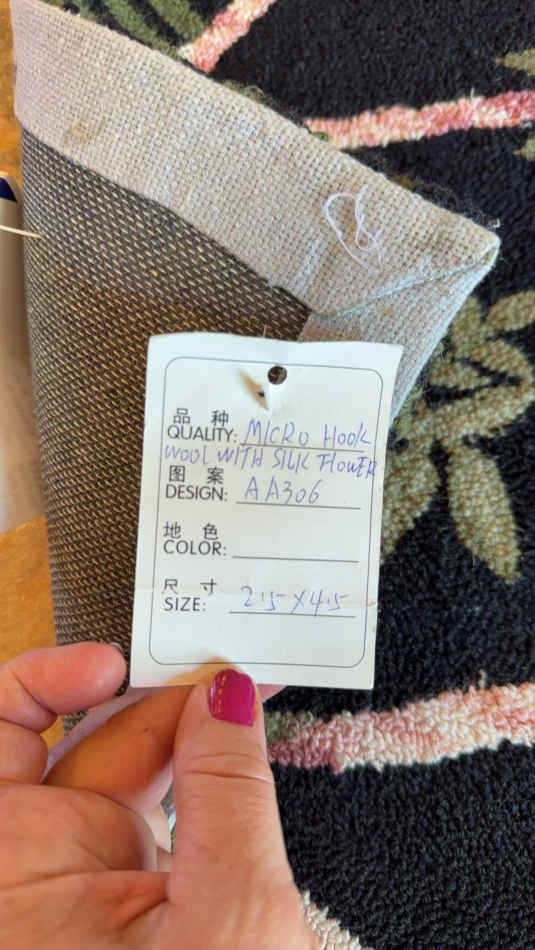 品 种
QUALITY: MICRO HOOK
WOOL WITH SILK FLOWER
图 案
DESIGN: AA306
地 色
COLOR:
尺 寸
SIZE: 2.5 X 4.5